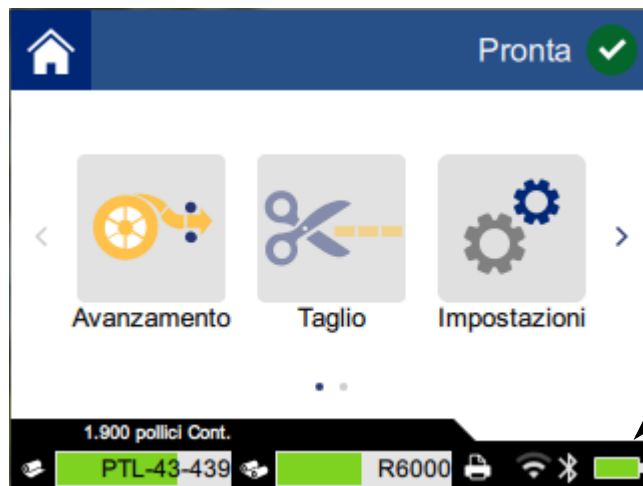 Pronta
Avanzamento Taglio Impostazioni
1.900 pollici Cont.
PTL-43-439 R6000